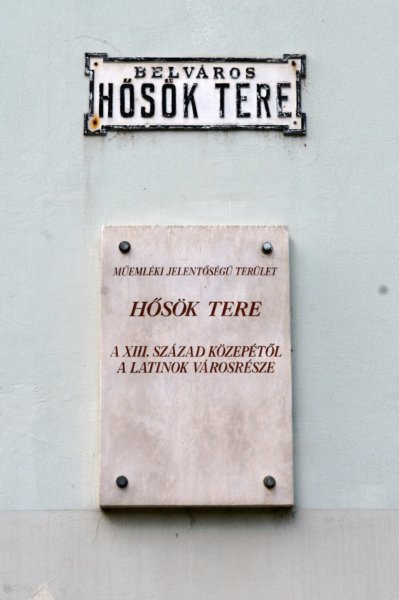 BELVÁROS
HŐSÖK TERE
MŰEMLÉKI JELENTŐSÉGŰ TERÜLET
HŐSÖK TERE
A XIII. SZÁZAD KÖZEPÉTŐL
A LATINOK VÁROSRÉSZE